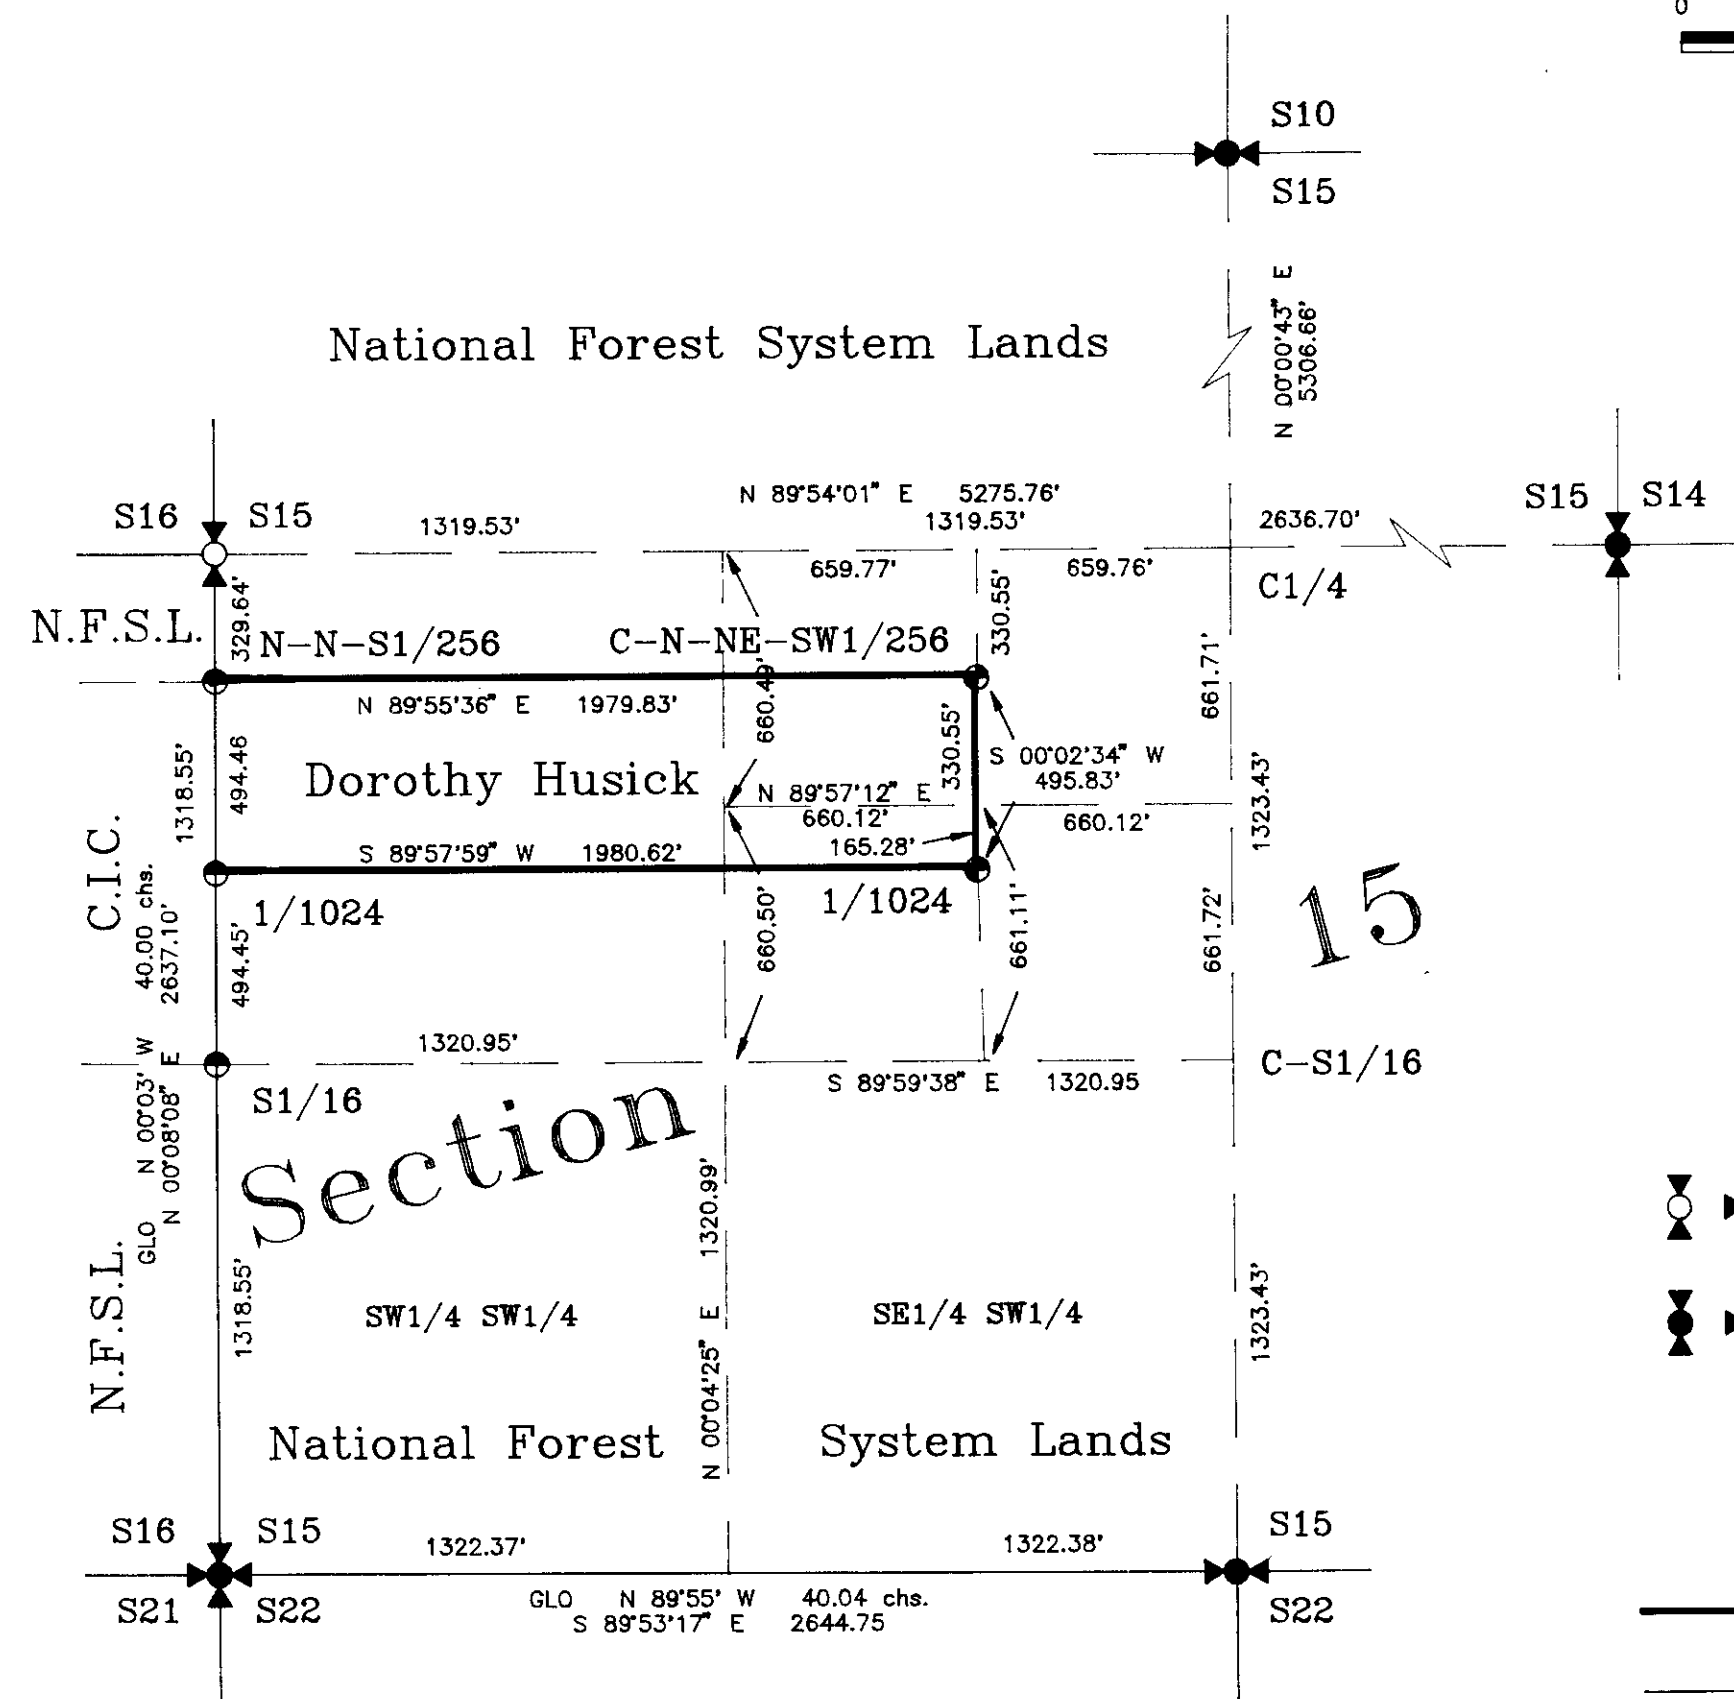 0
S10
S15
N 00°00'43" E
5306.66'
National Forest System Lands
N 89°54'01" E 5275.76'
S16 S15
1319.53'
1319.53'
2636.70'
S15 S14
659.77'
659.76'
C1/4
N.F.S.L.
329.64'
N-N-S1/256
C-N-NE-SW1/256
330.55'
661.71'
N 89°55'36" E 1979.83'
660.49'
330.55'
S 00°02'34" W
495.83'
1318.55'
494.46
Dorothy Husick
N 89°57'12" E
660.12'
660.12'
1323.43'
165.28'
S 89°57'59" W 1980.62'
C.I.C.
1/1024
1/1024
40.00 chs.
2637.10'
494.45'
660.50'
661.11'
661.72'
15
1320.95'
S 89°59'38" E 1320.95
C-S1/16
S1/16
GLO N 00°03' W
N 00°08'08" E
Section
N.F.S.L.
1318.55'
SW1/4 SW1/4
N 00°04'25" E 1320.99'
SE1/4 SW1/4
1323.43'
National Forest System Lands
S16 S15
1322.37'
1322.38'
S15
S21 S22
GLO N 89°55' W 40.04 chs.
S 89°53'17" E 2644.75
S22